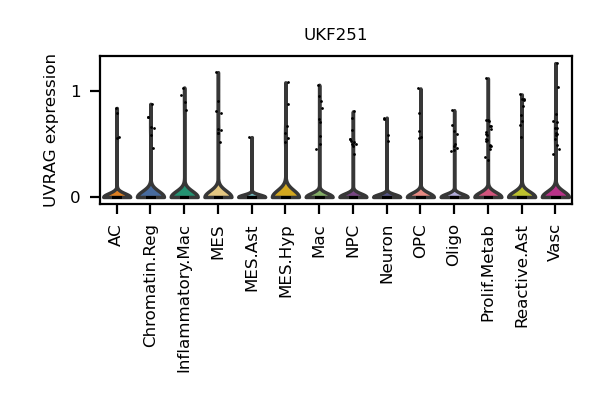 UKF251
UVRAG expression
1
0
AC
Chromatin.Reg
Inflammatory.Mac
MES
MES.Ast
MES.Hyp
Mac
NPC
Neuron
OPC
Oligo
Prolif.Metab
Reactive.Ast
Vasc